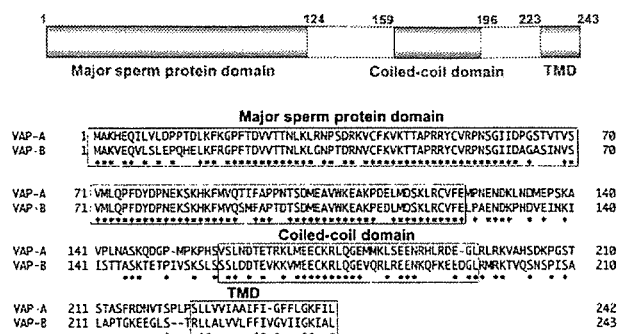 1 124 159 196 223 243
Major sperm protein domain Coiled-coil domain TMD
Major sperm protein domain
VAP-A 1 MAKHEQILVLDPPTDLKFKGPFTDVVTTNLKLRNPSDRKVCFKVKTTAPRRYCVRPNSGIIDPGSTVTVS 70
VAP-B 1 MAKVEQVLSLEPQHELKFRGPFTDVVTTNLKLGNPTDRNVCFKVKTTAPRRYCVRPNSGIIDAGASINVS 70
VAP-A 71 VMLQPFDYDPNEKSKHKFMVQTIFAPPNTSDMEAVWKEAKPDELMDSKLRCVFEMPNENDKLNDMEPSKA 140
VAP-B 71 VMLQPFDYDPNEKSKHKFMVQSMFAPTDTSDMEAVWKEAKPEDLMDSKLRCVFELPAENDKPHDVEINKI 140
Coiled-coil domain
VAP-A 141 VPLNASKQDGP-MPKPHSVSLNDTETRKLMEECKRLQGEMMKLSEENRHLRDE-GLRLRKVAHSDKPGST 210
VAP-B 141 ISTTASKTETPIVSKSLSSSLDDTEVKKVMEECKRLQGEVQRLREENKQFKEEDGLRMRKTVQSNSPISA 210
TMD
VAP-A 211 STASFRDNVTSPLPSLLVVIAAIFI-GFFLGKFIL 242
VAP-B 211 LAPTGKEEGLS--TRLLALVVLFFIVGVIIGKIAL 243